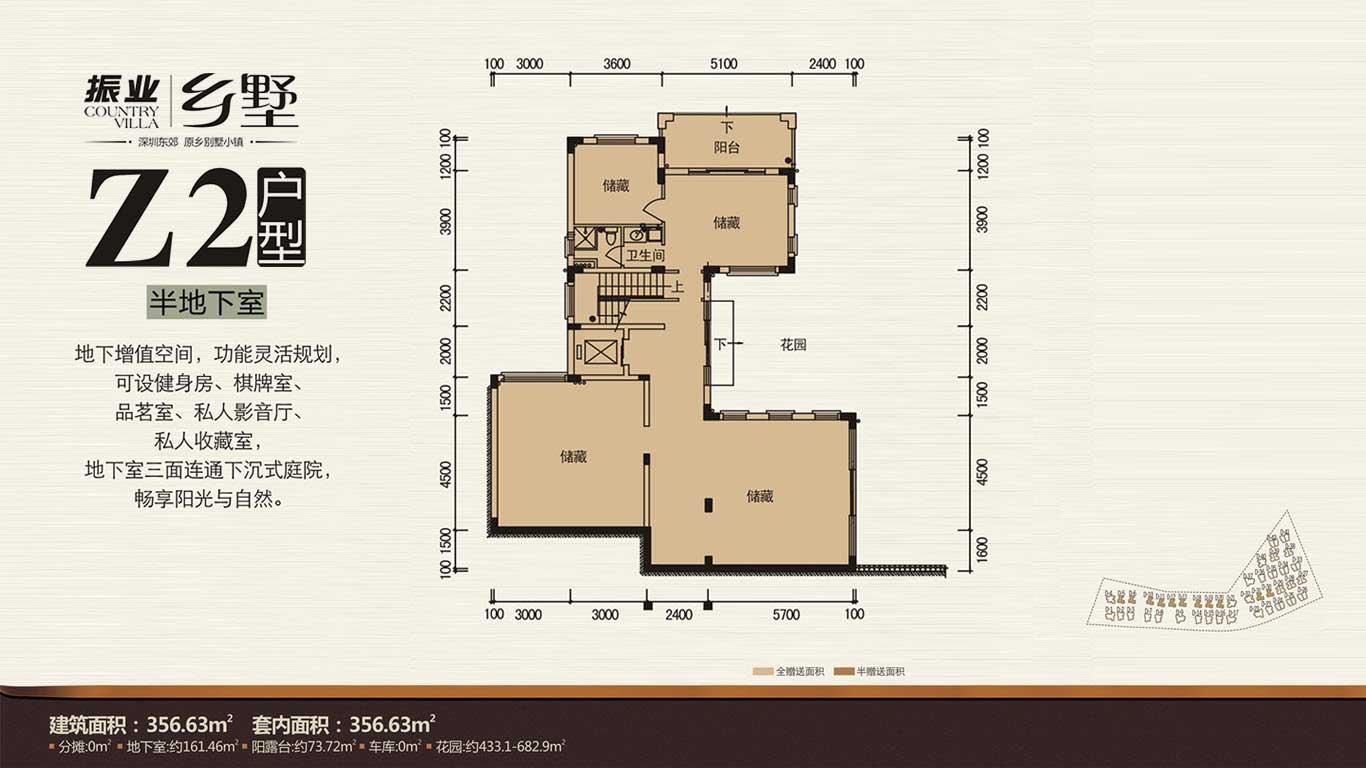 振业 乡墅
COUNTRY
VILLA
深圳东郊 原乡别墅小镇
Z2户型
半地下室
地下增值空间，功能灵活规划，
可设健身房、棋牌室、
品茗室、私人影音厅、
私人收藏室，
地下室三面连通下沉式庭院，
畅享阳光与自然。
100 3000 3600 5100 2400 100
100
1200
3900
2200
2000
1500
4500
1500
100
下
阳台
储藏
储藏
卫生间
上
下
花园
储藏
储藏
100
1200
3900
2200
2000
1500
4500
1600
100 3000 3000 2400 5700 100
全赠送面积 半赠送面积
建筑面积：356.63㎡ 套内面积：356.63㎡
分摊:0㎡ 地下室:约161.46㎡ 阳露台:约73.72㎡ 车库:0㎡ 花园:约433.1-682.9㎡